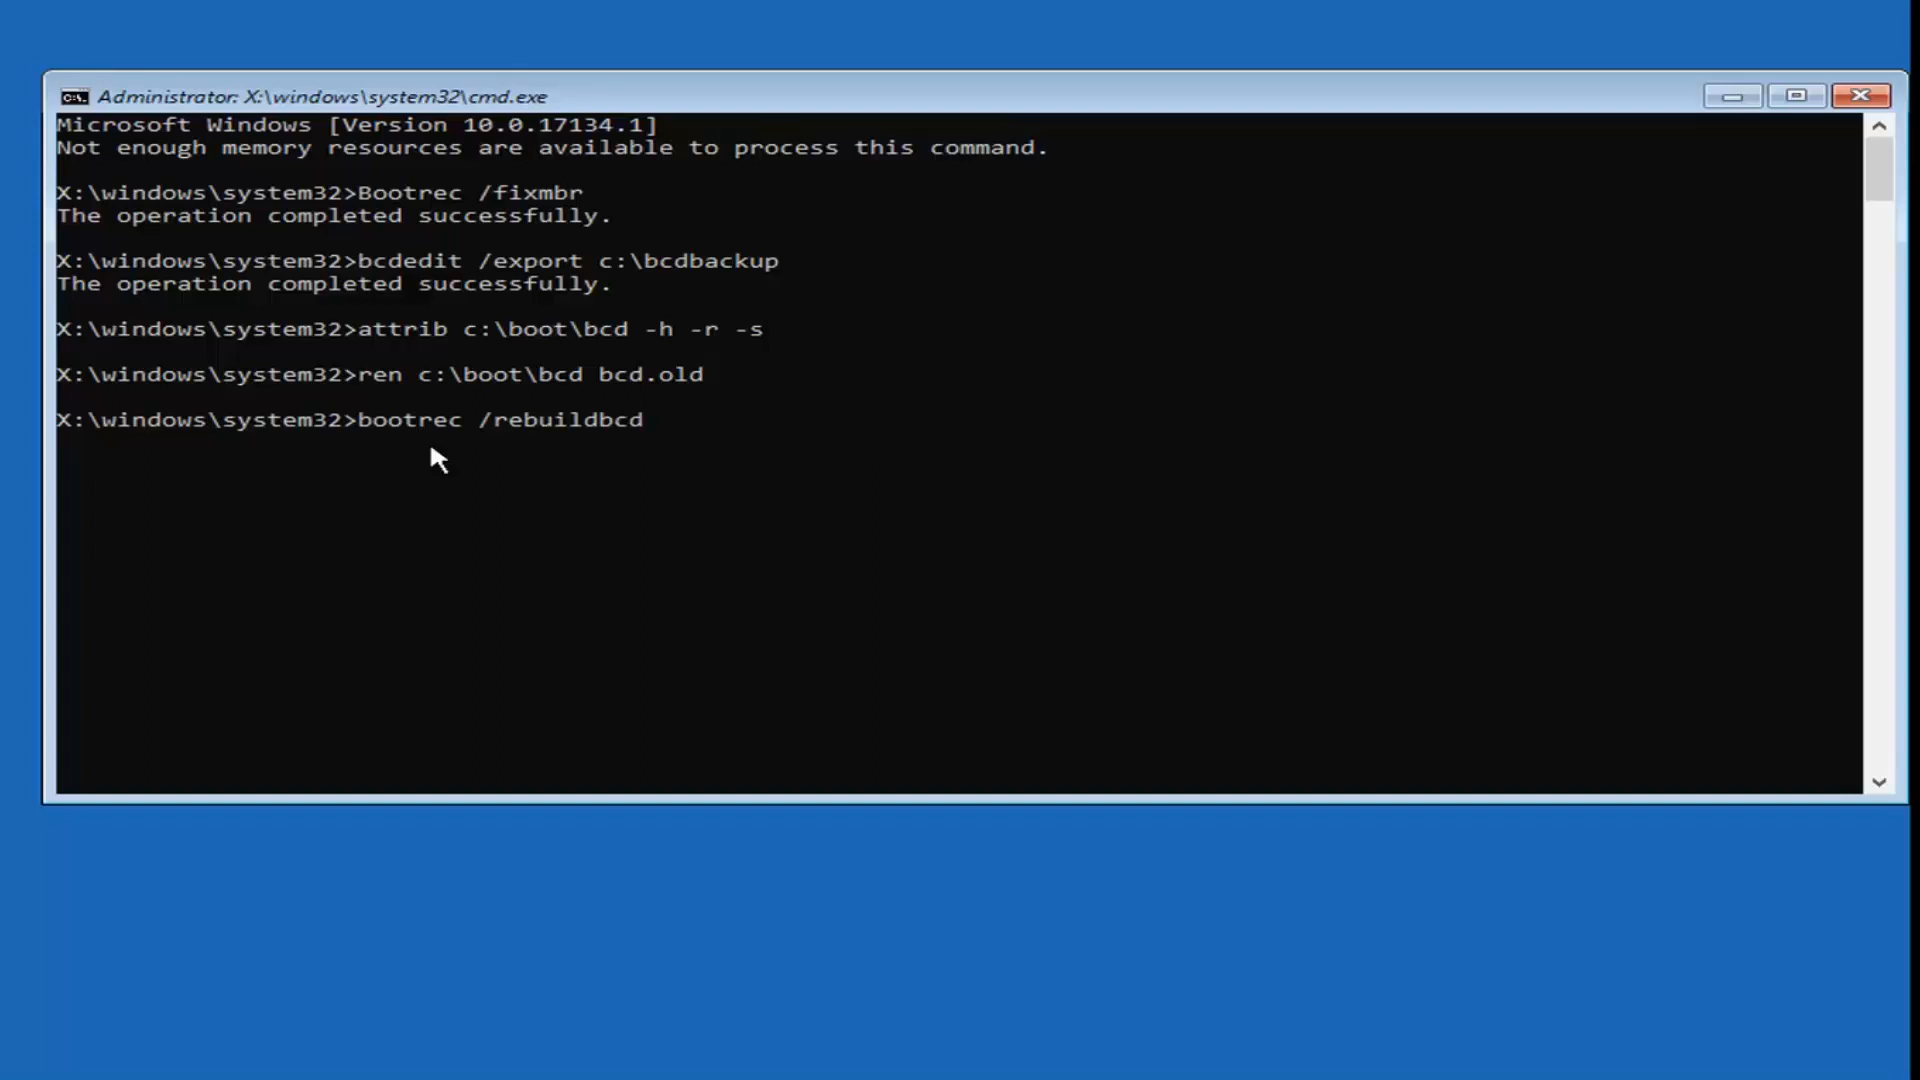 Administrator: X:\windows\system32\cmd.exe
Microsoft Windows [Version 10.0.17134.1]
Not enough memory resources are available to process this command.
X:\windows\system32>Bootrec /fixmbr
The operation completed successfully.
X:\windows\system32>bcdedit /export c:\bcdbackup
The operation completed successfully.
X:\windows\system32>attrib c:\boot\bcd -h -r -s
X:\windows\system32>ren c:\boot\bcd bcd.old
X:\windows\system32>bootrec /rebuildbcd